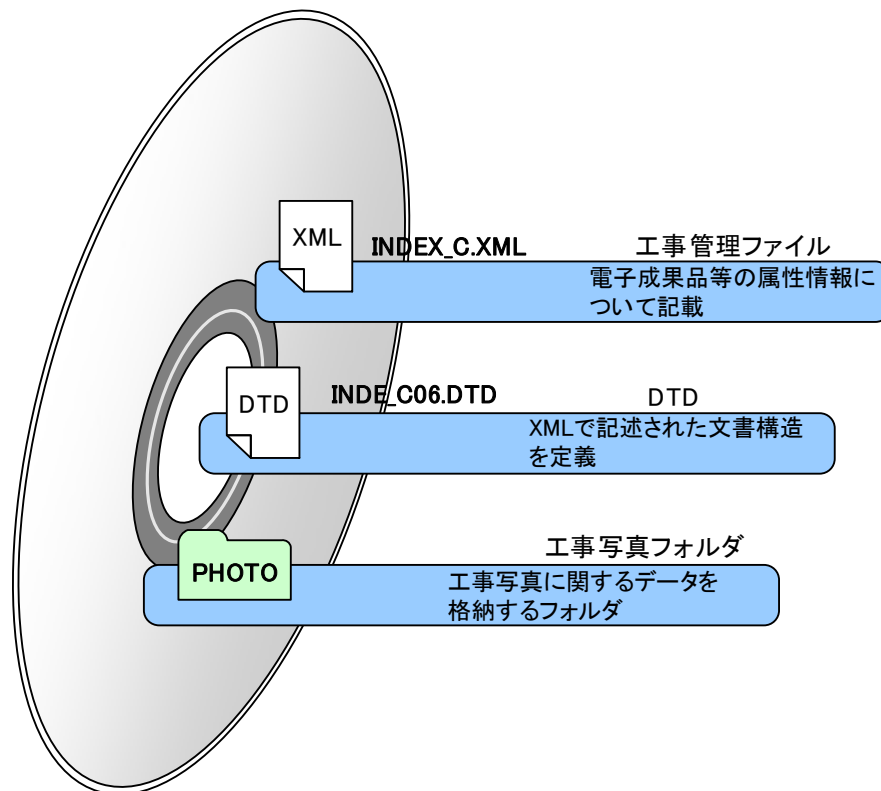 XML
INDEX_C.XML
工事管理ファイル
電子成果品等の属性情報に
ついて記載
DTD
INDE_C06.DTD
DTD
XMLで記述された文書構造
を定義
PHOTO
工事写真フォルダ
工事写真に関するデータを
格納するフォルダ